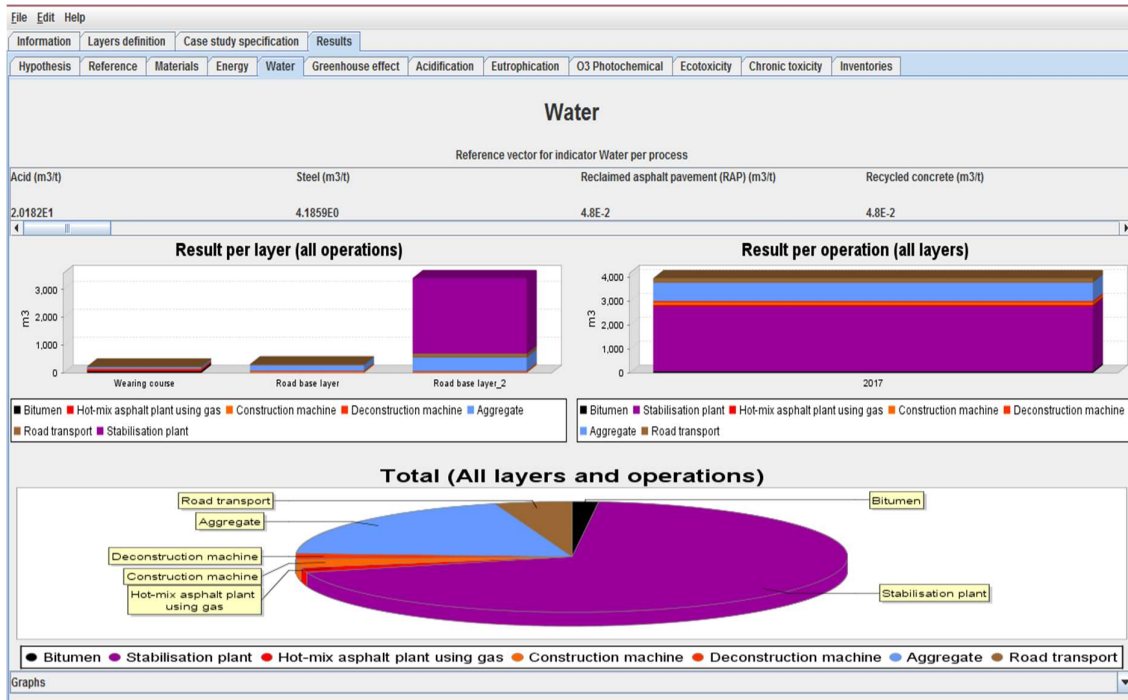 File Edit Help
Information Layers definition Case study specification Results
Hypothesis Reference Materials Energy Water Greenhouse effect Acidification Eutrophication O3 Photochemical Ecotoxicity Chronic toxicity Inventories
Water
Reference vector for indicator Water per process
Acid (m3/t) Steel (m3/t) Reclaimed asphalt pavement (RAP) (m3/t) Recycled concrete (m3/t)
2.0182E1 4.1859E0 4.8E-2 4.8E-2
Result per layer (all operations)
3,000
2,000
1,000
0
m3
Wearing course Road base layer Road base layer_2
Bitumen Hot-mix asphalt plant using gas Construction machine Deconstruction machine Aggregate
Road transport Stabilisation plant
Result per operation (all layers)
4,000
3,000
2,000
1,000
0
m3
2017
Bitumen Stabilisation plant Hot-mix asphalt plant using gas Construction machine Deconstruction machine
Aggregate Road transport
Total (All layers and operations)
Road transport
Bitumen
Aggregate
Deconstruction machine
Construction machine
Hot-mix asphalt plant
using gas
Stabilisation plant
Bitumen Stabilisation plant Hot-mix asphalt plant using gas Construction machine Deconstruction machine Aggregate Road transport
Graphs